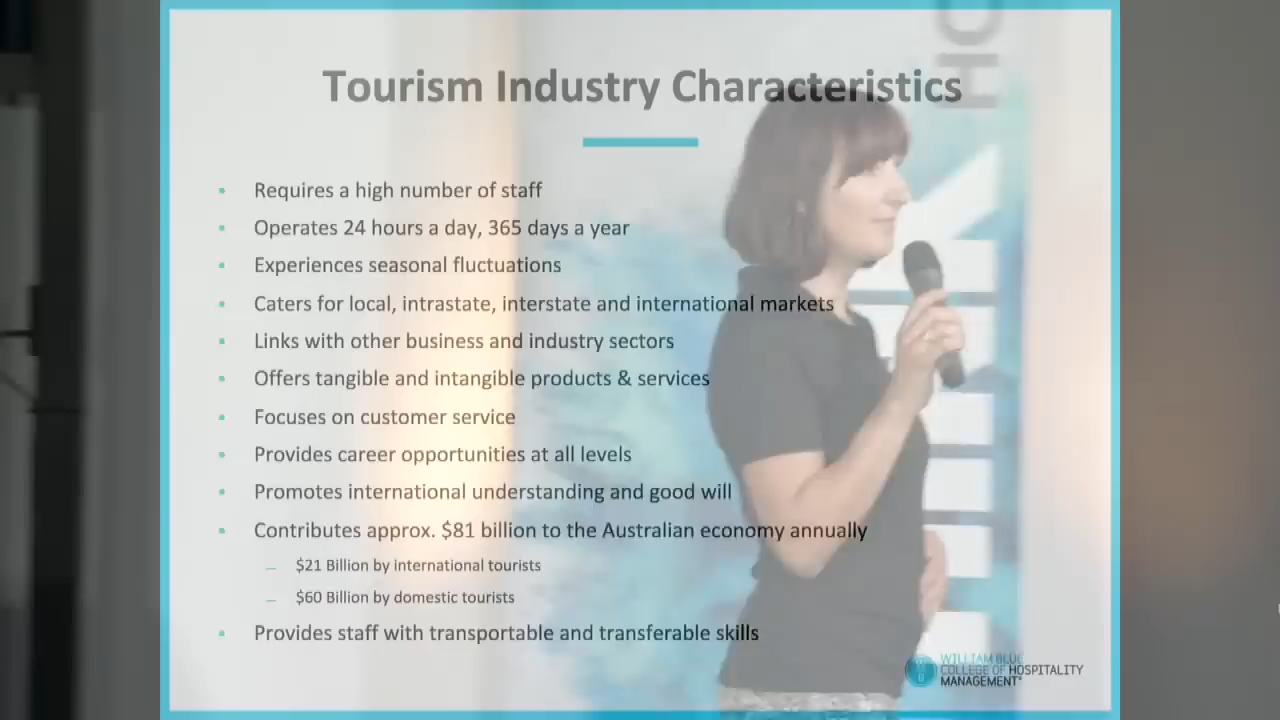 HO
Tourism Industry Characteristics
Requires a high number of staff
Operates 24 hours a day, 365 days a year
Experiences seasonal fluctuations
Caters for local, intrastate, interstate and international markets
Links with other business and industry sectors
Offers tangible and intangible products & services
Focuses on customer service
Provides career opportunities at all levels
Promotes international understanding and good will
Contributes approx. $81 billion to the Australian economy annually
– $21 Billion by international tourists
– $60 Billion by domestic tourists
Provides staff with transportable and transferable skills
WILLIAM BLUE
COLLEGE OF HOSPITALITY
MANAGEMENT®